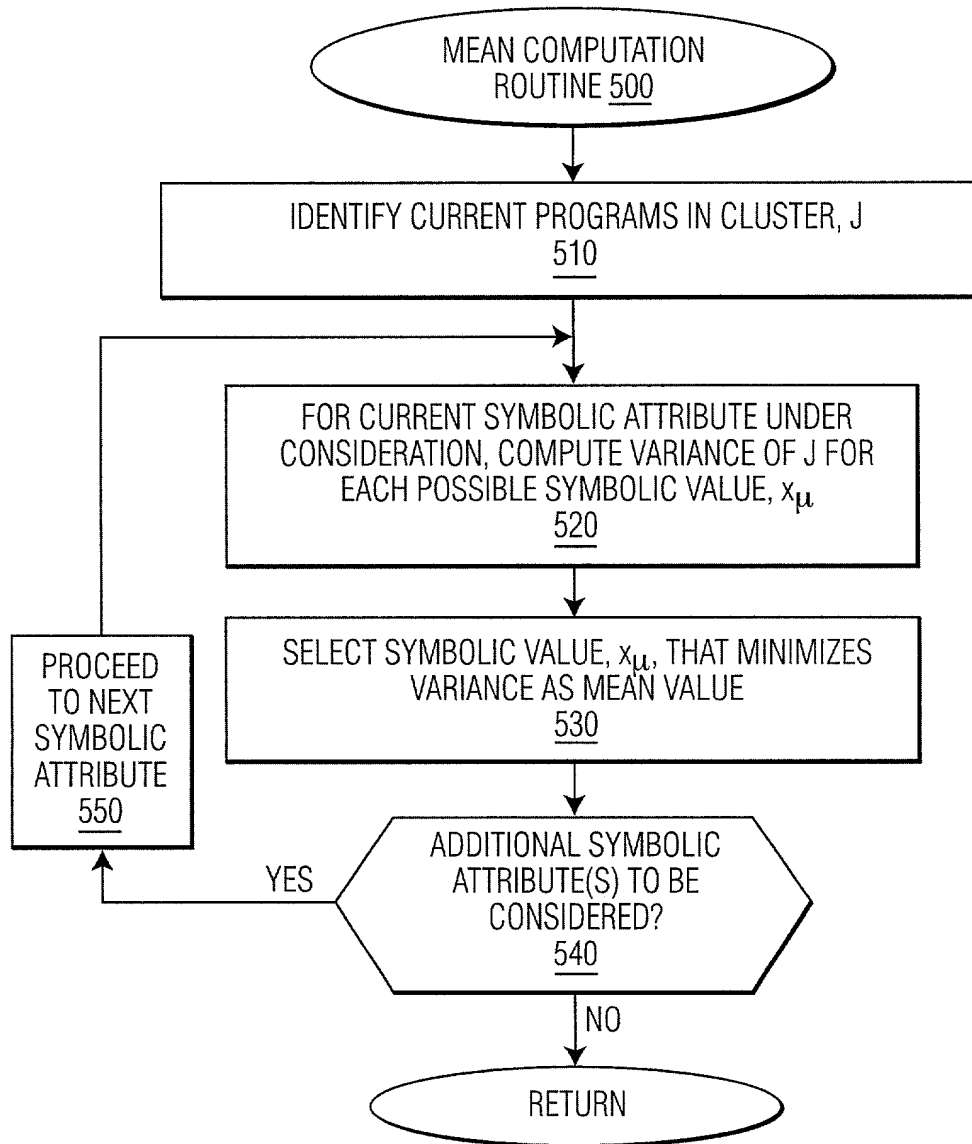 MEAN COMPUTATION
ROUTINE 500
IDENTIFY CURRENT PROGRAMS IN CLUSTER, J
510
FOR CURRENT SYMBOLIC ATTRIBUTE UNDER
CONSIDERATION, COMPUTE VARIANCE OF J FOR
EACH POSSIBLE SYMBOLIC VALUE, xμ
520
SELECT SYMBOLIC VALUE, xμ, THAT MINIMIZES
VARIANCE AS MEAN VALUE
530
PROCEED
TO NEXT
SYMBOLIC
ATTRIBUTE
550
YES
ADDITIONAL SYMBOLIC
ATTRIBUTE(S) TO BE
CONSIDERED?
540
NO
RETURN